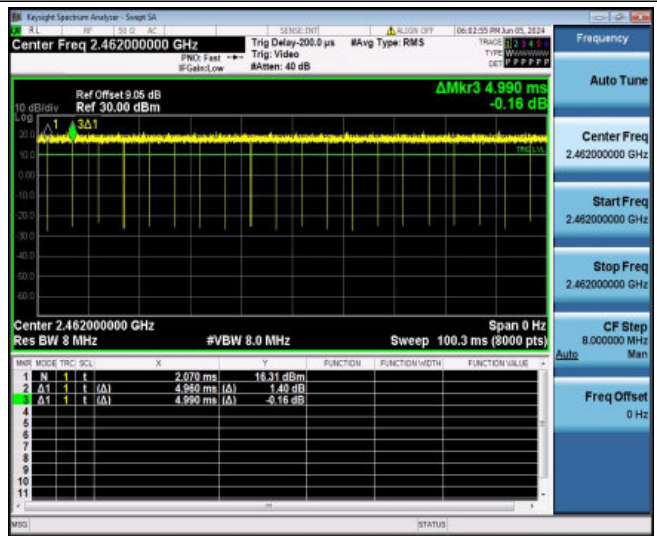 Keysight Spectrum Analyzer - Swept SA
RL RF 50 Ω AC SENSE:INT ALIGN OFF 06:02:55 PM Jun 05, 2024
Center Freq 2.462000000 GHz
PNO: Fast
IFGain:Low
Trig Delay-200.0 µs
Trig: Video
#Atten: 40 dB
#Avg Type: RMS
TRACE 1 2 3 4 5 6
TYPE WWWWWW
DET P P P P P P
Frequency
ΔMkr3 4.990 ms
-0.16 dB
Ref Offset 9.05 dB
Ref 30.00 dBm
10 dB/div
Log
1 3Δ1
20.0
10.0
0.00
-10.0
-20.0
-30.0
-40.0
-50.0
-60.0
TRIG LVL
Center 2.462000000 GHz
Span 0 Hz
Res BW 8 MHz
#VBW 8.0 MHz
Sweep 100.3 ms (8000 pts)
MKR MODE TRC SCL X Y FUNCTION FUNCTION WIDTH FUNCTION VALUE
1 N 1 t 2.070 ms 16.31 dBm
2 Δ1 1 t (Δ) 4.960 ms (Δ) 1.40 dB
3 Δ1 1 t (Δ) 4.990 ms (Δ) -0.16 dB
4
5
6
7
8
9
10
11
MSG
STATUS
Auto Tune
Center Freq
2.462000000 GHz
Start Freq
2.462000000 GHz
Stop Freq
2.462000000 GHz
CF Step
8.000000 MHz
Auto Man
Freq Offset
0 Hz